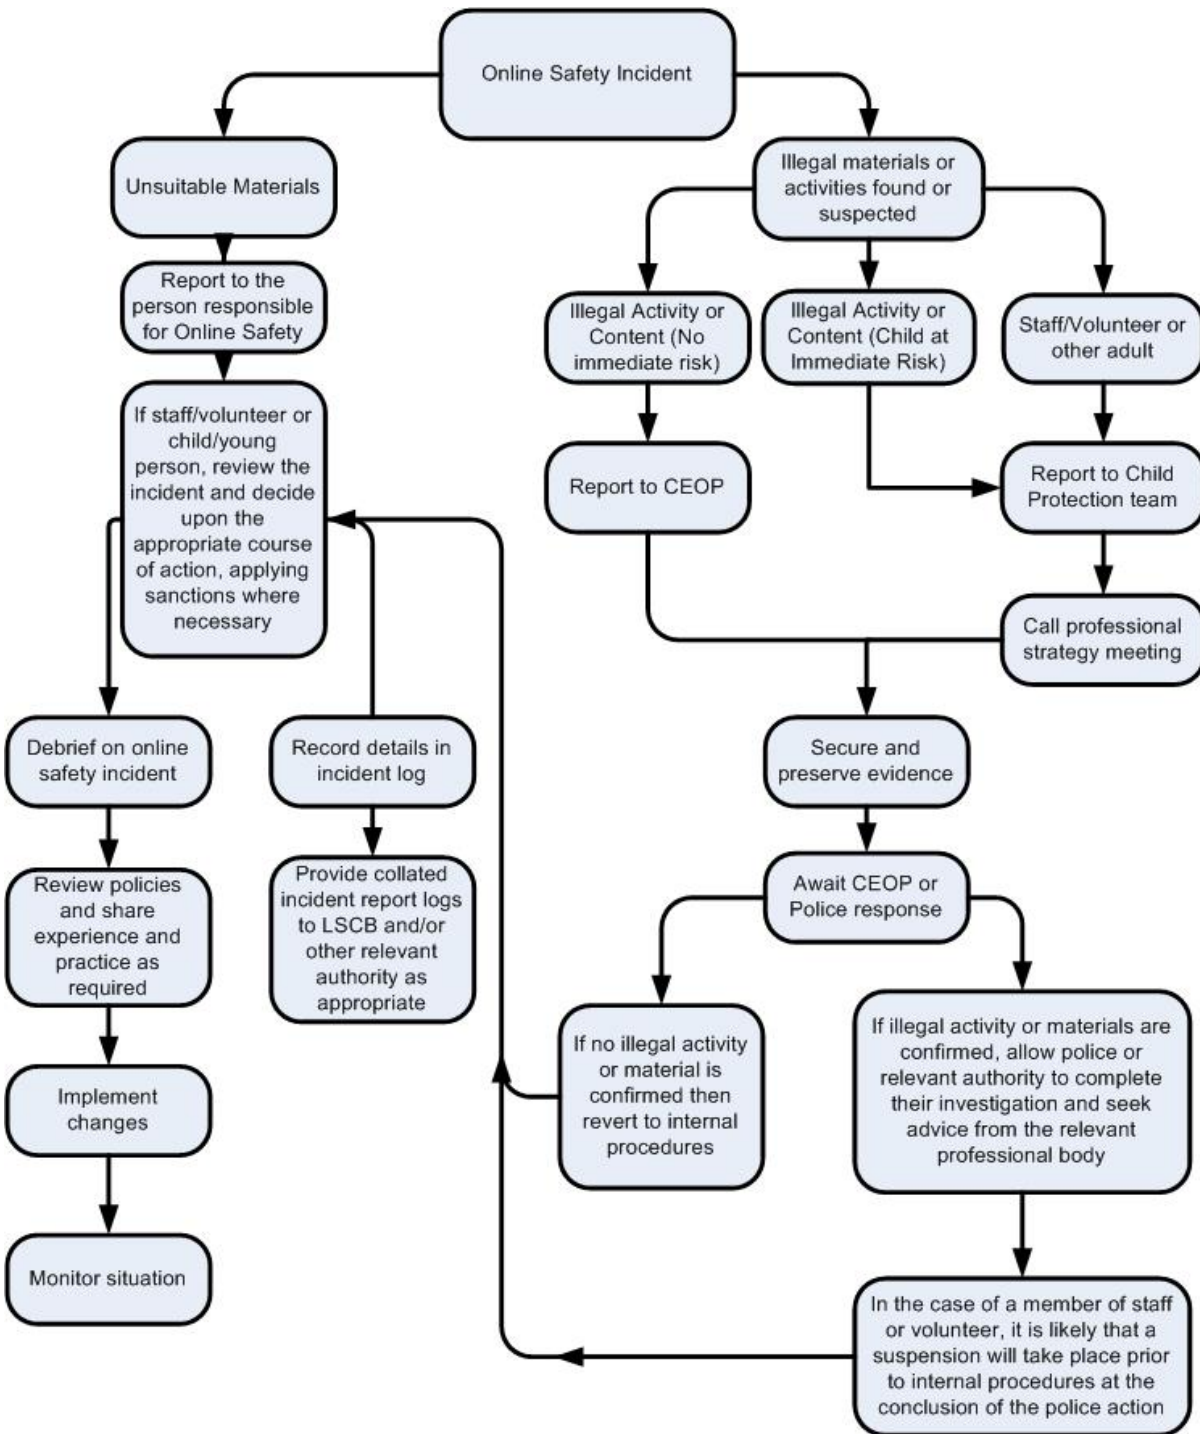 Online Safety Incident
Unsuitable Materials
Report to the
person responsible
for Online Safety
If staff/volunteer or
child/young
person, review the
incident and decide
upon the
appropriate course
of action, applying
sanctions where
necessary
Debrief on online
safety incident
Review policies
and share
experience and
practice as
required
Implement
changes
Monitor situation
Record details in
incident log
Provide collated
incident report logs
to LSCB and/or
other relevant
authority as
appropriate
Illegal materials or
activities found or
suspected
Illegal Activity or
Content (No
immediate risk)
Illegal Activity or
Content (Child at
Immediate Risk)
Staff/Volunteer or
other adult
Report to CEOP
Report to Child
Protection team
Call professional
strategy meeting
Secure and
preserve evidence
Await CEOP or
Police response
If no illegal activity
or material is
confirmed then
revert to internal
procedures
If illegal activity or materials are
confirmed, allow police or
relevant authority to complete
their investigation and seek
advice from the relevant
professional body
In the case of a member of staff
or volunteer, it is likely that a
suspension will take place prior
to internal procedures at the
conclusion of the police action